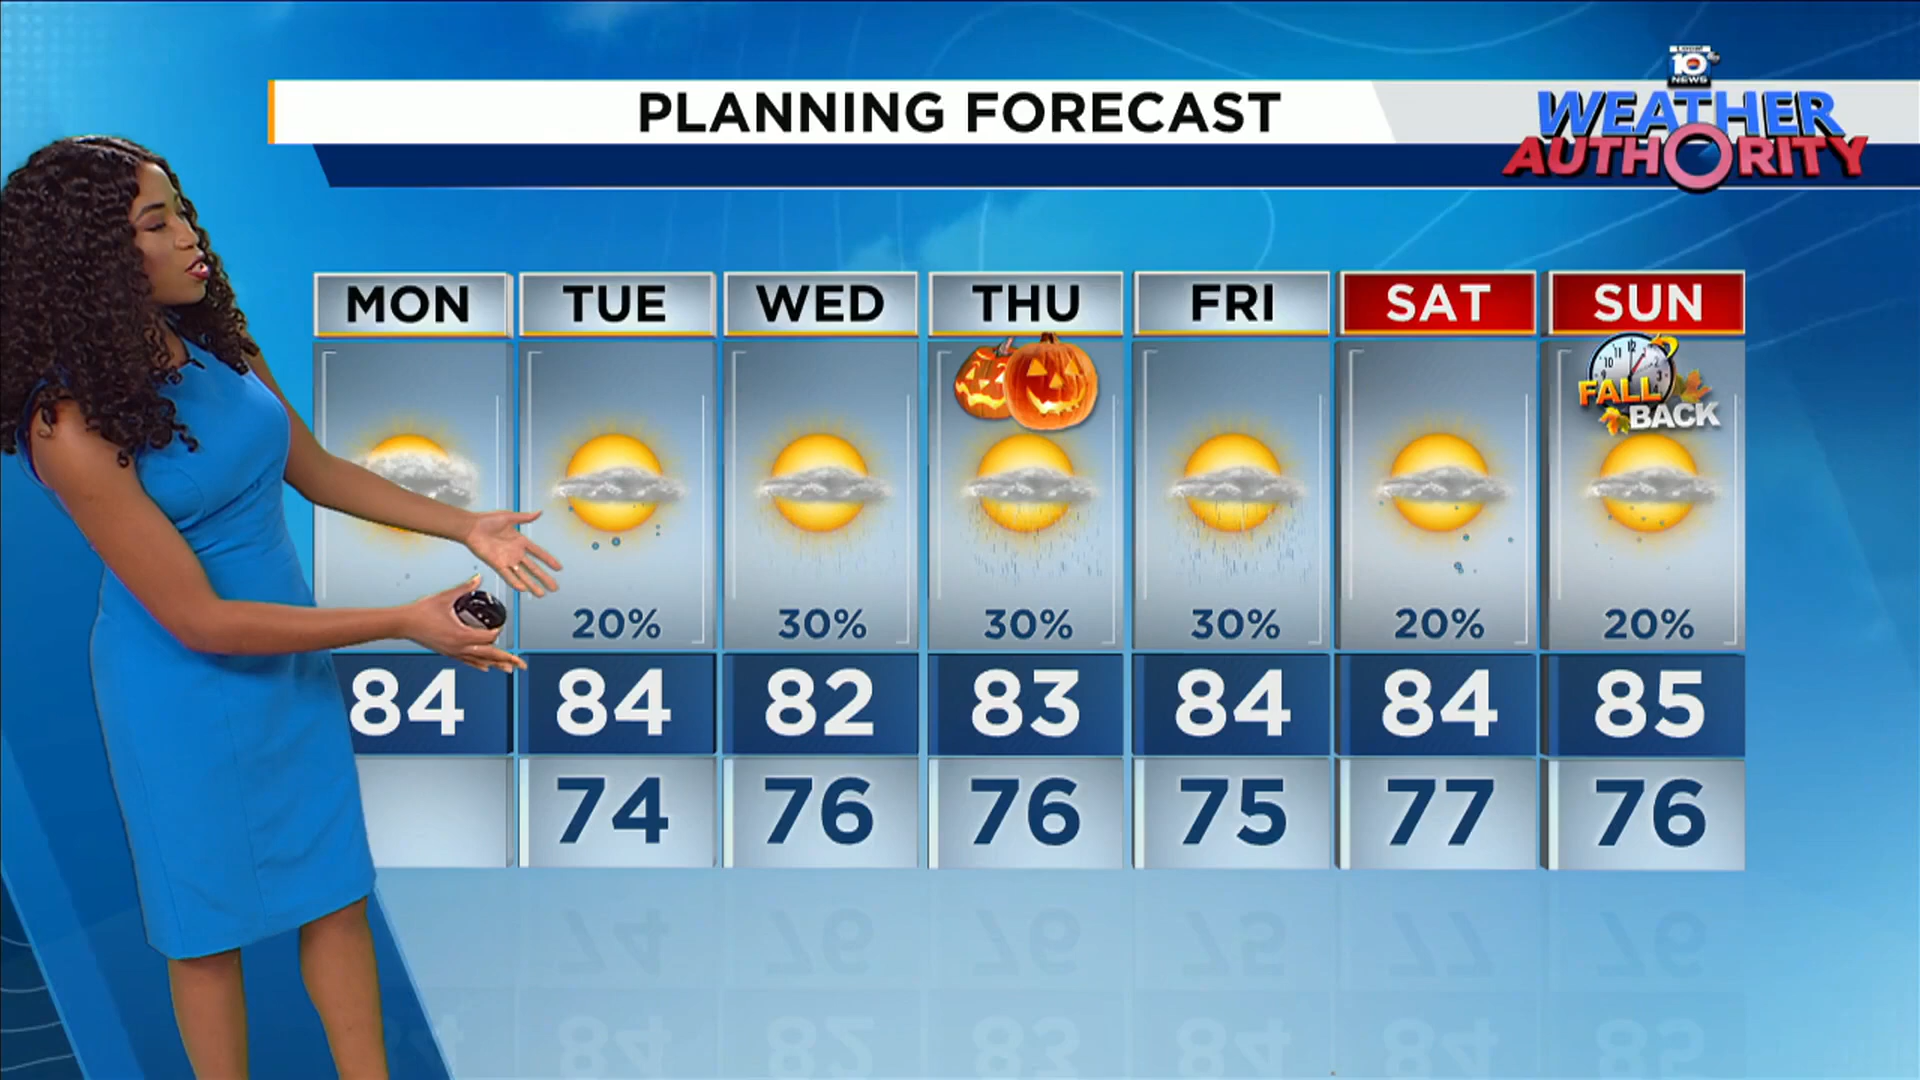 PLANNING FORECAST
LOCAL
10
NEWS
WEATHER
AUTHORITY
MON TUE WED THU FRI SAT SUN
FALL
BACK
20% 30% 30% 30% 20% 20%
84 84 82 83 84 84 85
74 76 76 75 77 76